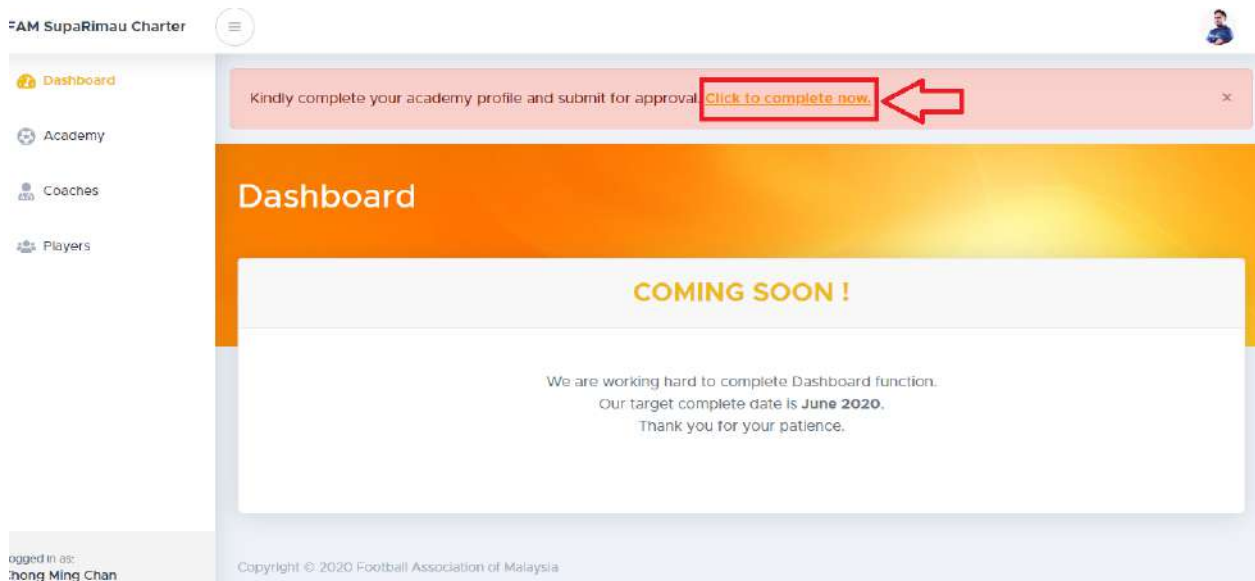 FAM SupaRimau Charter
Dashboard
Academy
Coaches
Players
Kindly complete your academy profile and submit for approval. Click to complete now.
×
Dashboard
COMING SOON !
We are working hard to complete Dashboard function.
Our target complete date is June 2020.
Thank you for your patience.
ogged in as:
Chong Ming Chan
Copyright © 2020 Football Association of Malaysia